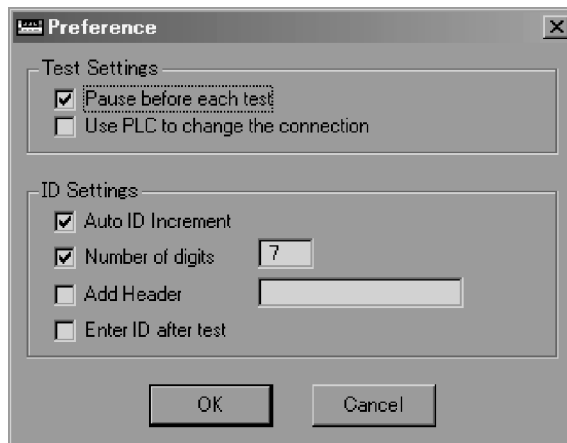 Preference
Test Settings
Pause before each test
Use PLC to change the connection
ID Settings
Auto ID Increment
Number of digits 7
Add Header
Enter ID after test
OK Cancel